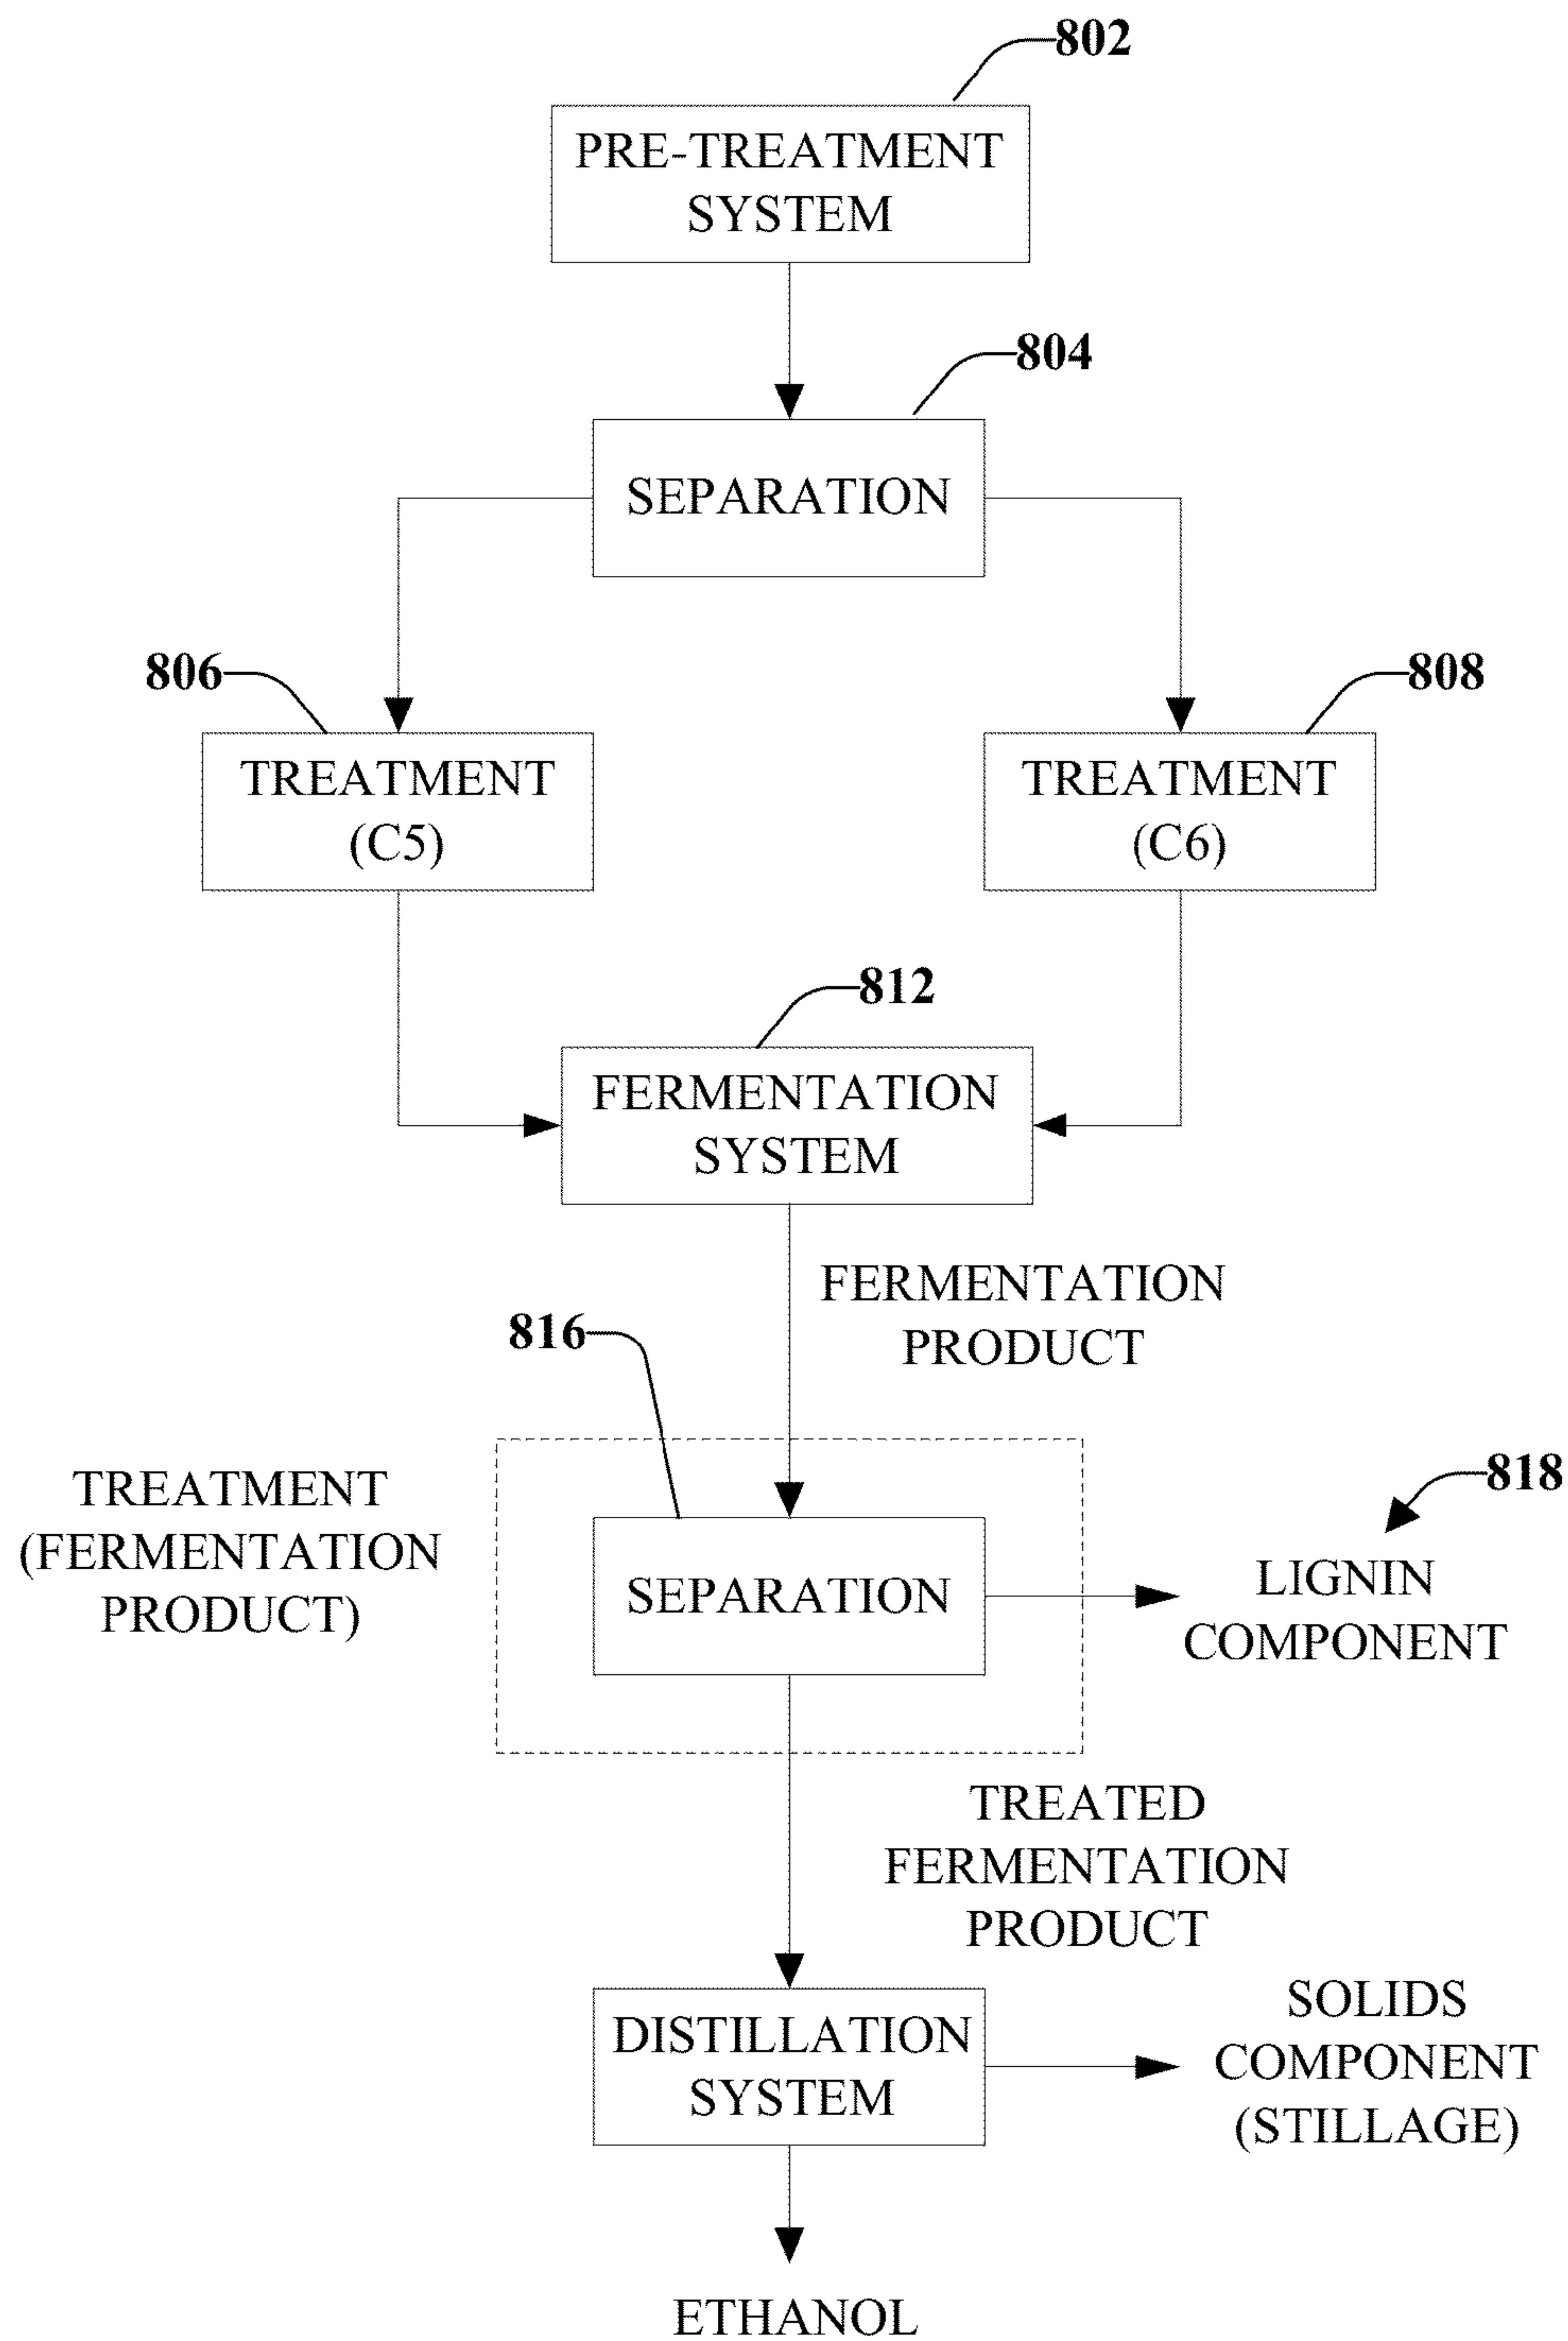 802
PRE-TREATMENT
SYSTEM
804
SEPARATION
806
808
TREATMENT
(C5)
TREATMENT
(C6)
812
FERMENTATION
SYSTEM
FERMENTATION
PRODUCT
816
TREATMENT
(FERMENTATION
PRODUCT)
SEPARATION
818
LIGNIN
COMPONENT
TREATED
FERMENTATION
PRODUCT
DISTILLATION
SYSTEM
SOLIDS
COMPONENT
(STILLAGE)
ETHANOL